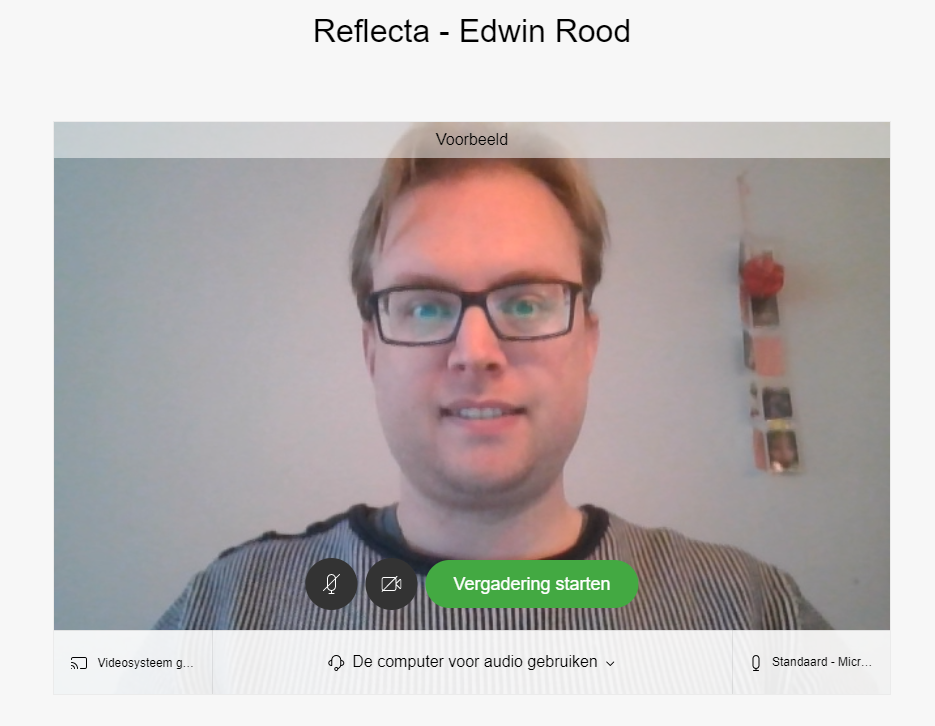 Reflecta - Edwin Rood
Voorbeeld
Vergadering starten
Videosysteem g...
De computer voor audio gebruiken
Standaard - Micr...